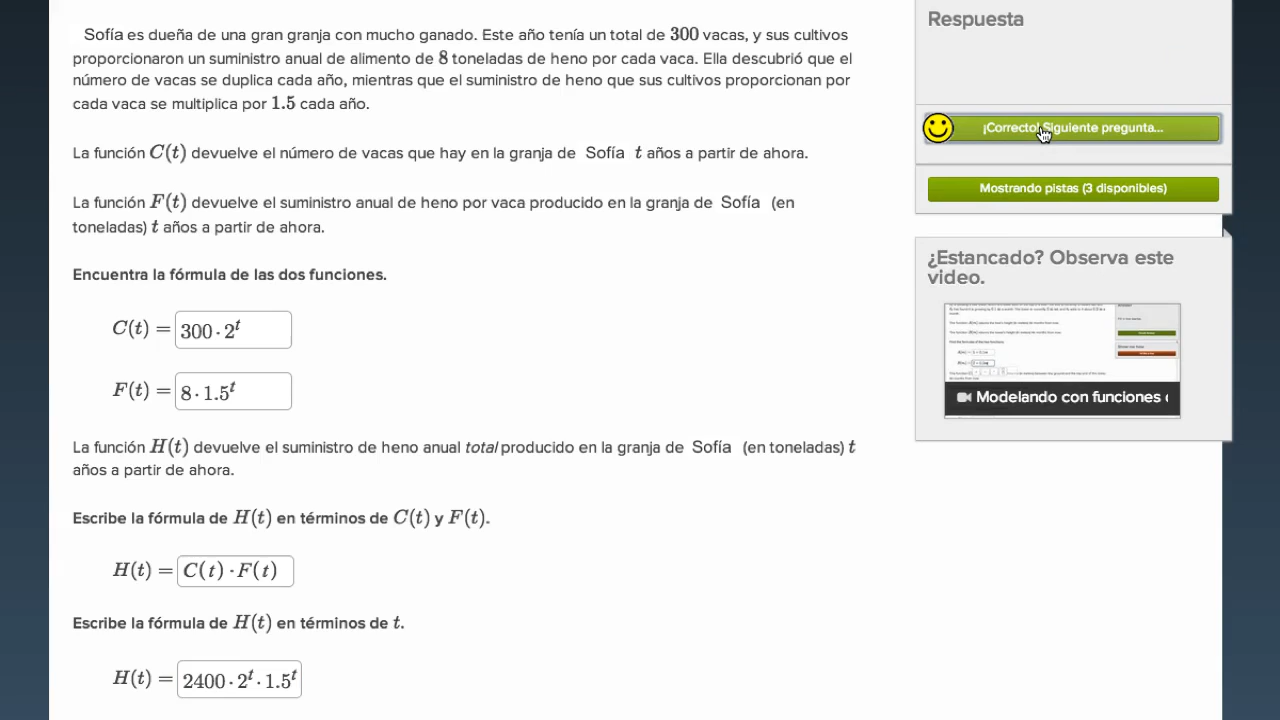 Sofía es dueña de una gran granja con mucho ganado. Este año tenía un total de 300 vacas, y sus cultivos
proporcionaron un suministro anual de alimento de 8 toneladas de heno por cada vaca. Ella descubrió que el
número de vacas se duplica cada año, mientras que el suministro de heno que sus cultivos proporcionan por
cada vaca se multiplica por 1.5 cada año.
La función C(t) devuelve el número de vacas que hay en la granja de Sofía t años a partir de ahora.
La función F(t) devuelve el suministro anual de heno por vaca producido en la granja de Sofía (en
toneladas) t años a partir de ahora.
Encuentra la fórmula de las dos funciones.
C(t) = 300 · 2^t
F(t) = 8 · 1.5^t
La función H(t) devuelve el suministro de heno anual total producido en la granja de Sofía (en toneladas) t
años a partir de ahora.
Escribe la fórmula de H(t) en términos de C(t) y F(t).
H(t) = C(t) · F(t)
Escribe la fórmula de H(t) en términos de t.
H(t) = 2400 · 2^t · 1.5^t
Respuesta
¡Correcto! Siguiente pregunta...
Mostrando pistas (3 disponibles)
¿Estancado? Observa este
video.
Modelando con funciones